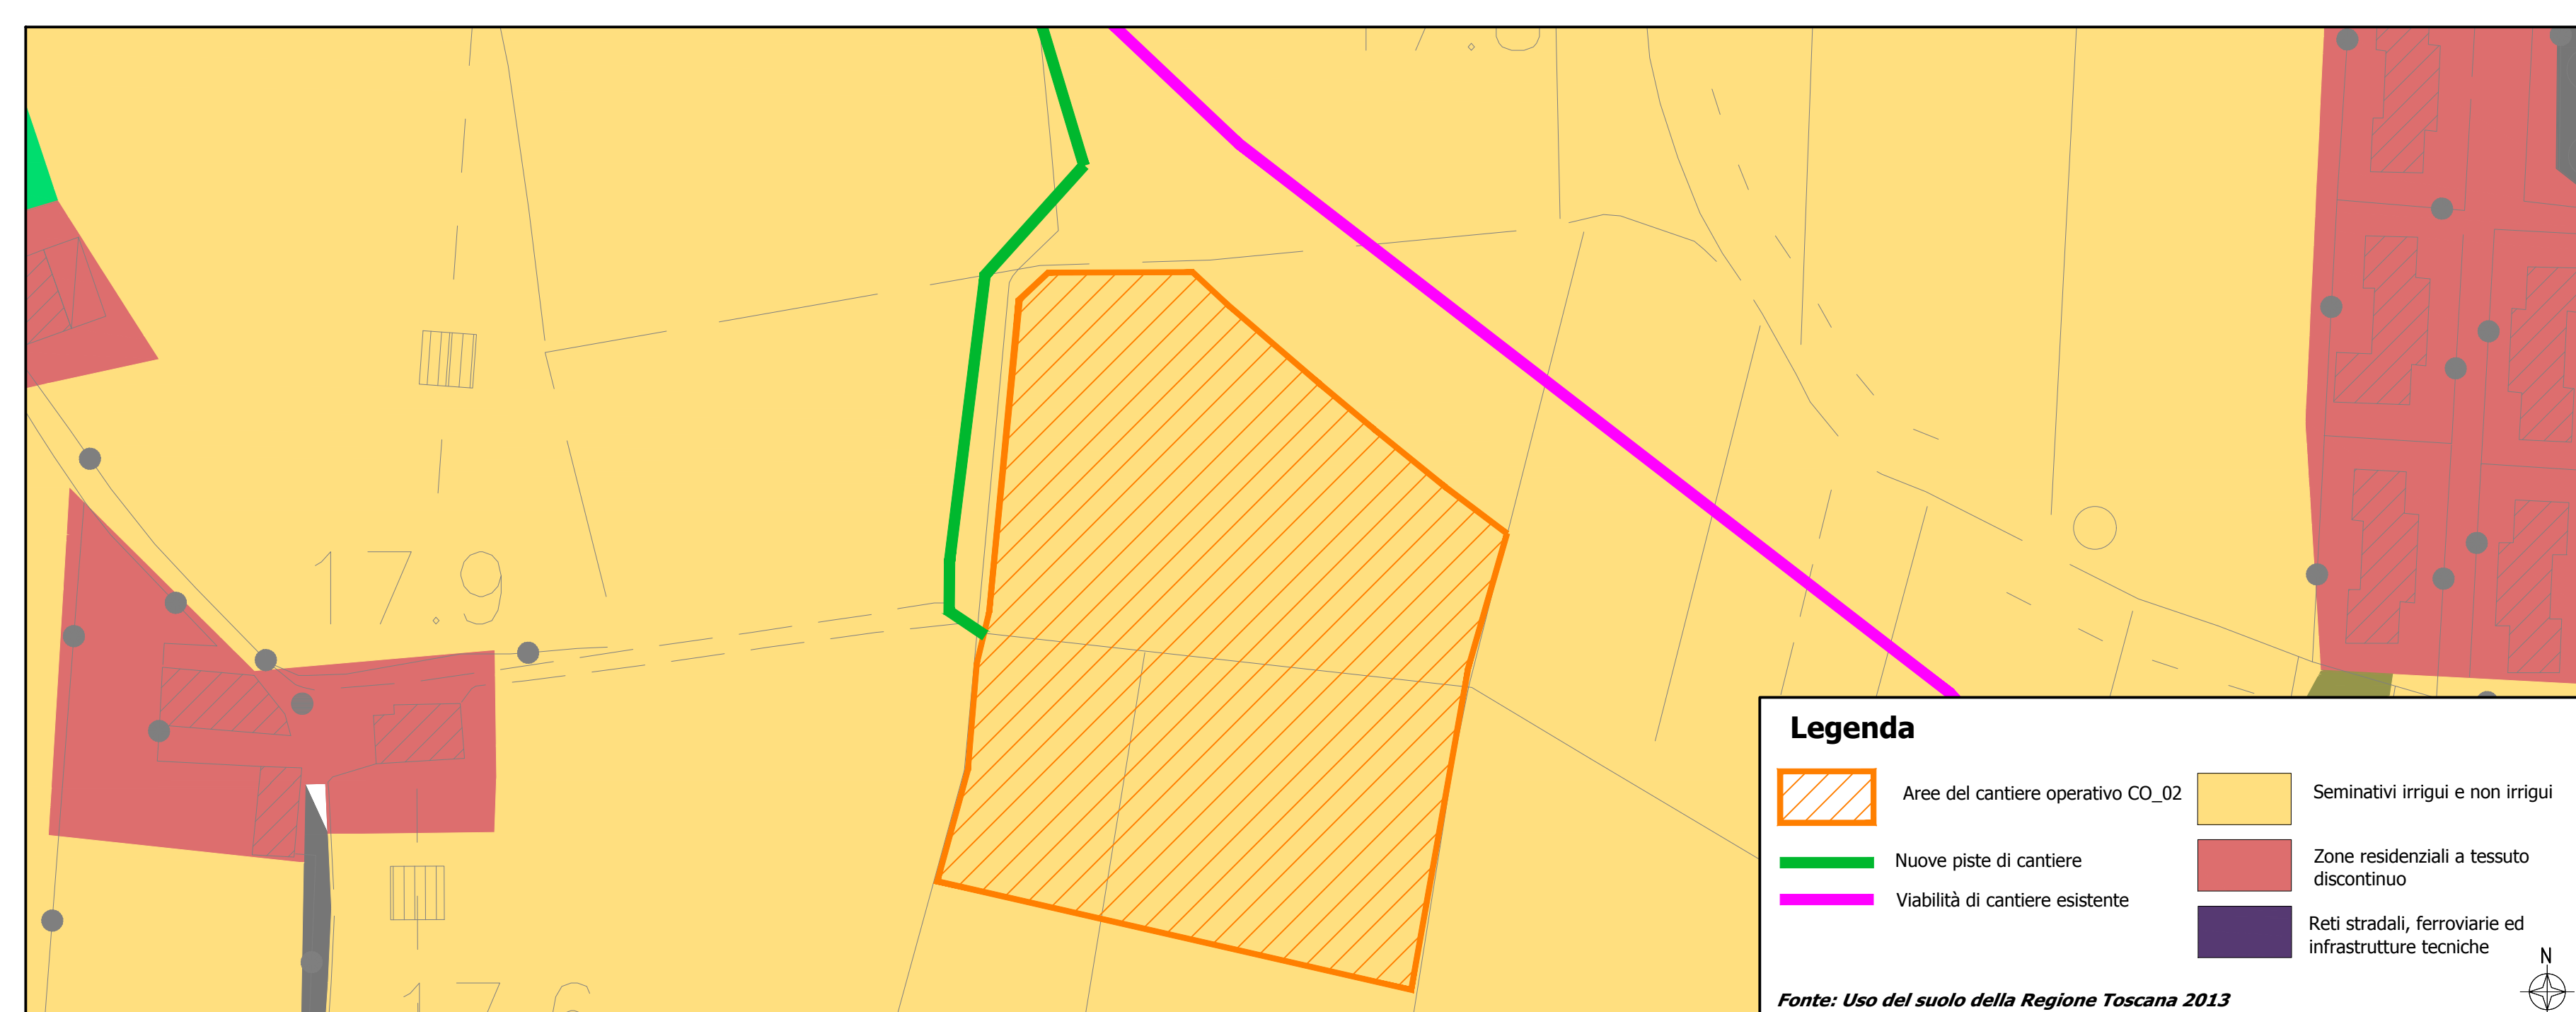 17.9
Legenda
Aree del cantiere operativo CO_02
Nuove piste di cantiere
Viabilità di cantiere esistente
Seminativi irrigui e non irrigui
Zone residenziali a tessuto
discontinuo
Reti stradali, ferroviarie ed
infrastrutture tecniche
N
Fonte: Uso del suolo della Regione Toscana 2013